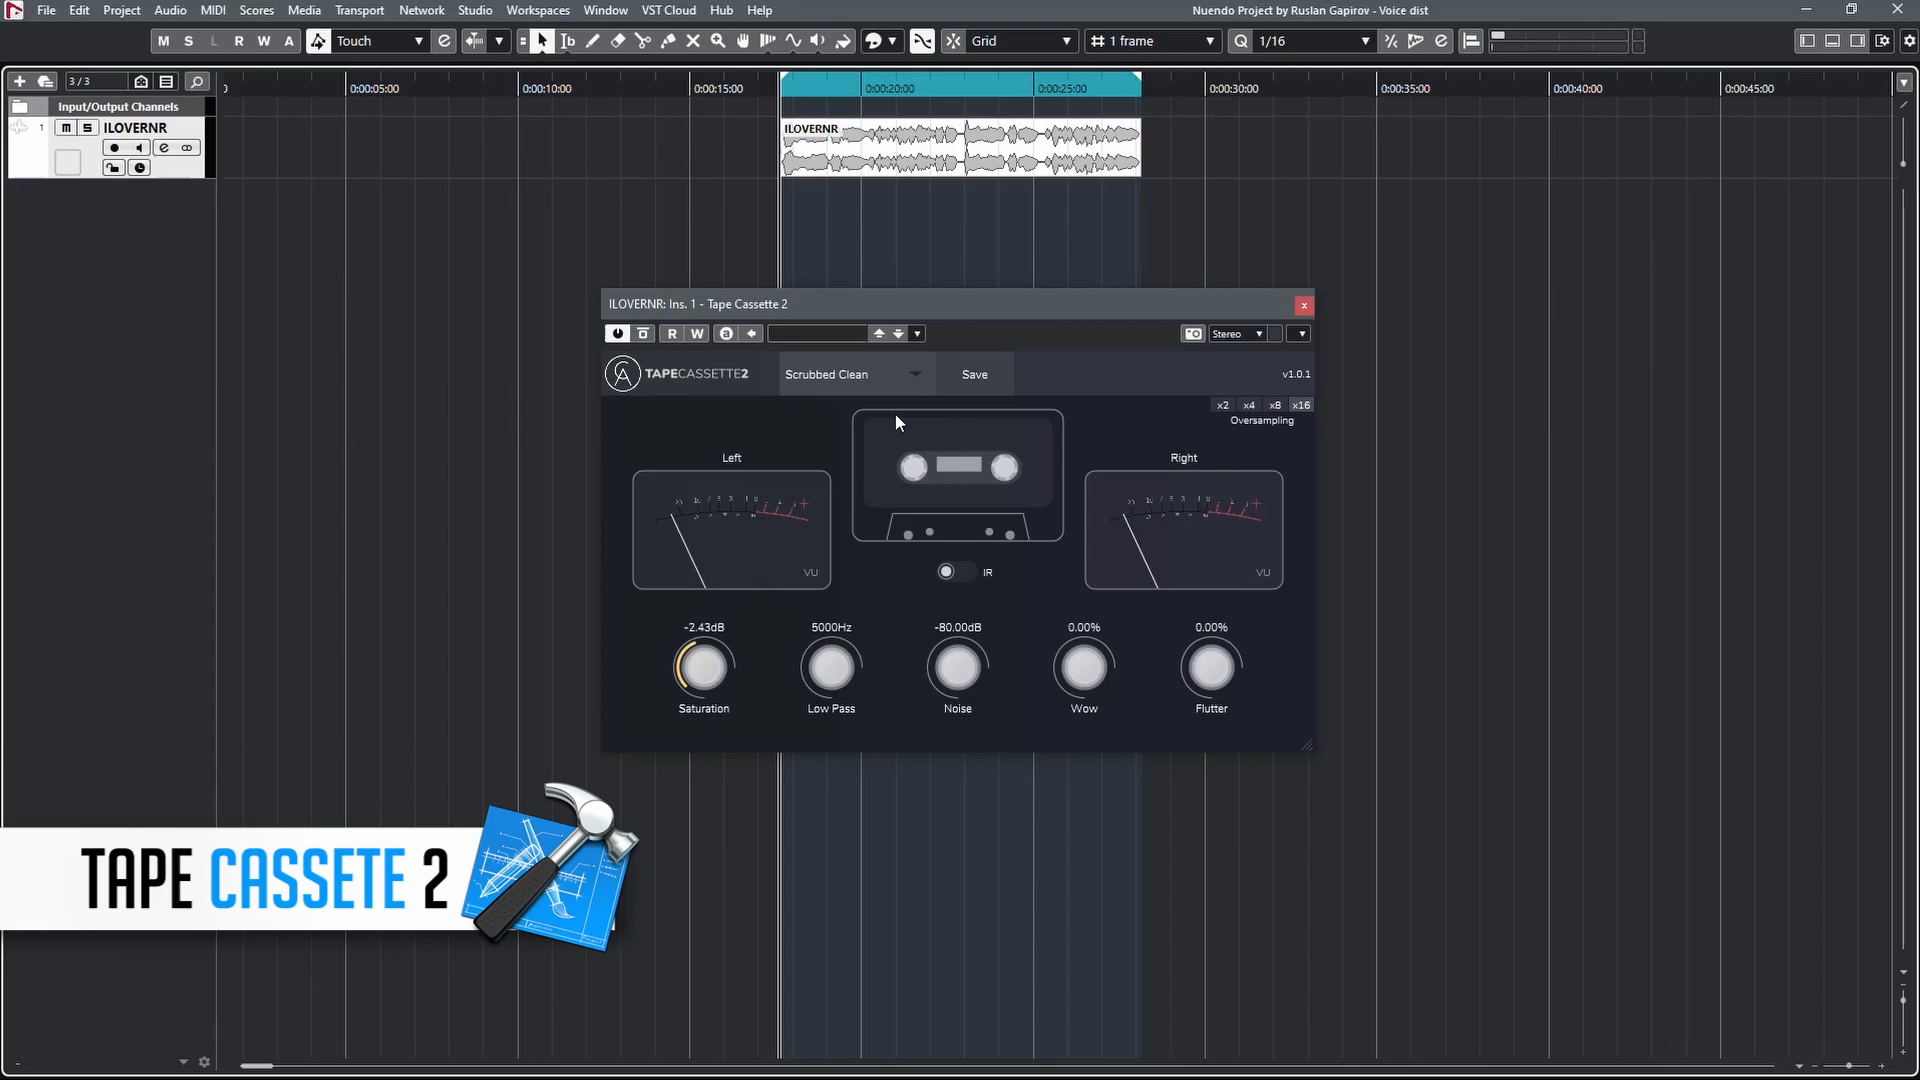 File Edit Project Audio MIDI Scores Media Transport Network Studio Workspaces Window VST Cloud Hub Help
Nuendo Project by Ruslan Gapirov - Voice dist
M S L R W A Touch Grid 1 frame Q 1/16
3 / 3
0:00:05:00 0:00:10:00 0:00:15:00 0:00:20:00 0:00:25:00 0:00:30:00 0:00:35:00 0:00:40:00 0:00:45:00
Input/Output Channels
1 m S ILOVERNR
ILOVERNR
ILOVERNR: Ins. 1 - Tape Cassette 2
R W Stereo
TAPECASSETTE2 Scrubbed Clean Save v1.0.1
x2 x4 x8 x16
Oversampling
Left Right
VU VU
IR
-2.43dB 5000Hz -80.00dB 0.00% 0.00%
Saturation Low Pass Noise Wow Flutter
TAPE CASSETE 2